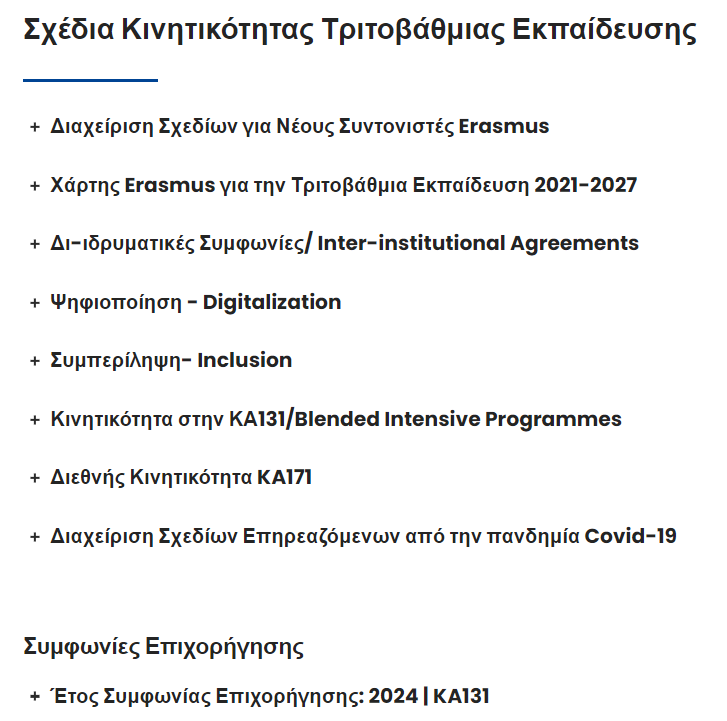 Σχέδια Κινητικότητας Τριτοβάθμιας Εκπαίδευσης
+ Διαχείριση Σχεδίων για Νέους Συντονιστές Erasmus
+ Χάρτης Erasmus για την Τριτοβάθμια Εκπαίδευση 2021-2027
+ Δι-ιδρυματικές Συμφωνίες/ Inter-institutional Agreements
+ Ψηφιοποίηση - Digitalization
+ Συμπερίληψη- Inclusion
+ Κινητικότητα στην ΚΑ131/Blended Intensive Programmes
+ Διεθνής Κινητικότητα KA171
+ Διαχείριση Σχεδίων Επηρεαζόμενων από την πανδημία Covid-19
Συμφωνίες Επιχορήγησης
+ Έτος Συμφωνίας Επιχορήγησης: 2024 | KA131